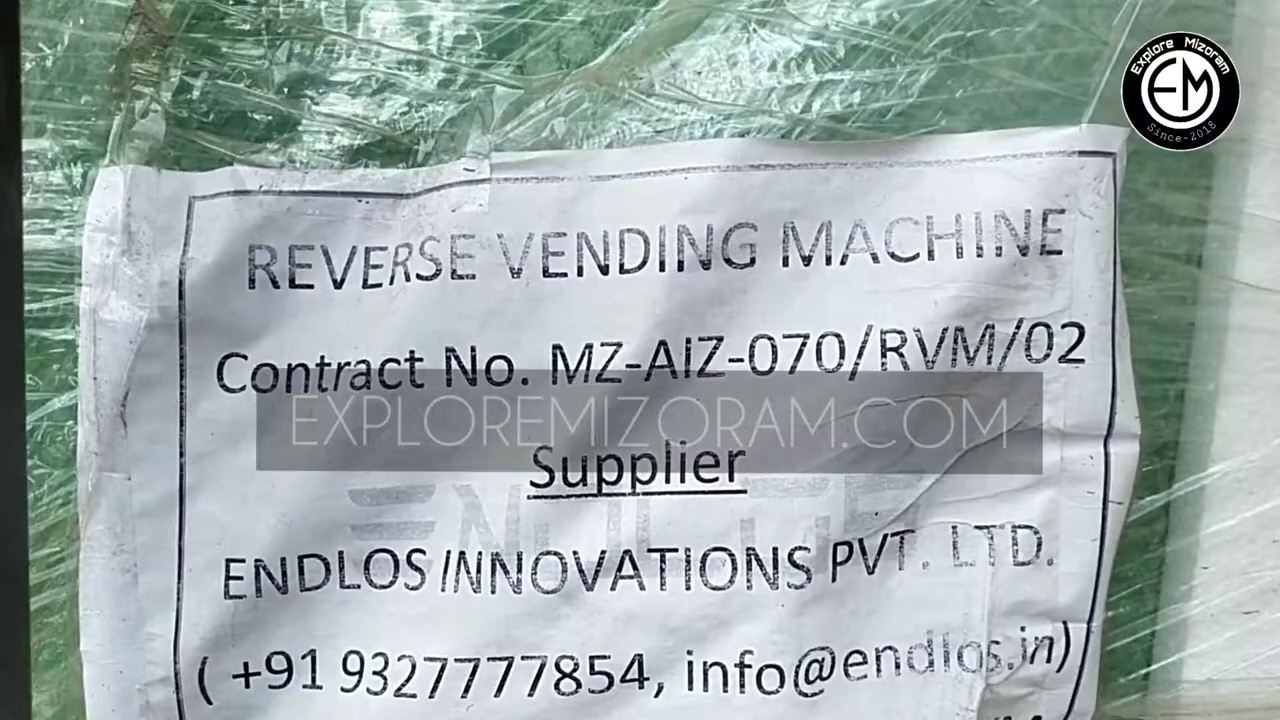 Explore Mizoram
EM
Since-2018
REVERSE VENDING MACHINE
Contract No. MZ-AIZ-070/RVM/02
EXPLOREMIZORAM.COM
Supplier
ENDLOS
ENDLOS INNOVATIONS PVT. LTD.
( +91 9327777854, info@endlos.in)